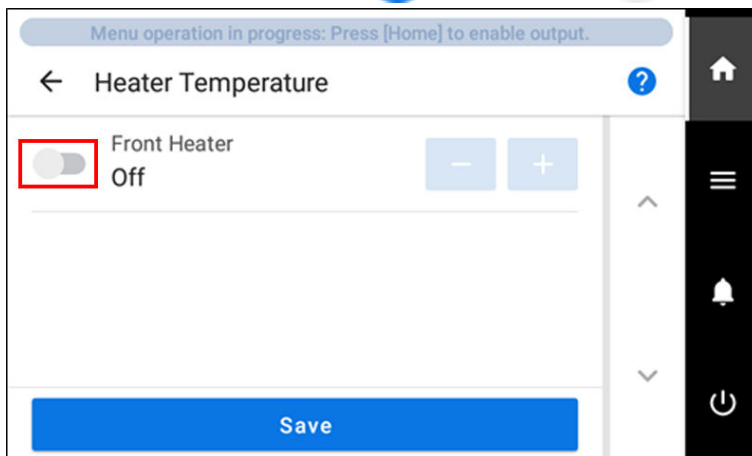 Menu operation in progress: Press [Home] to enable output.
Heater Temperature
Front Heater
Off
Save